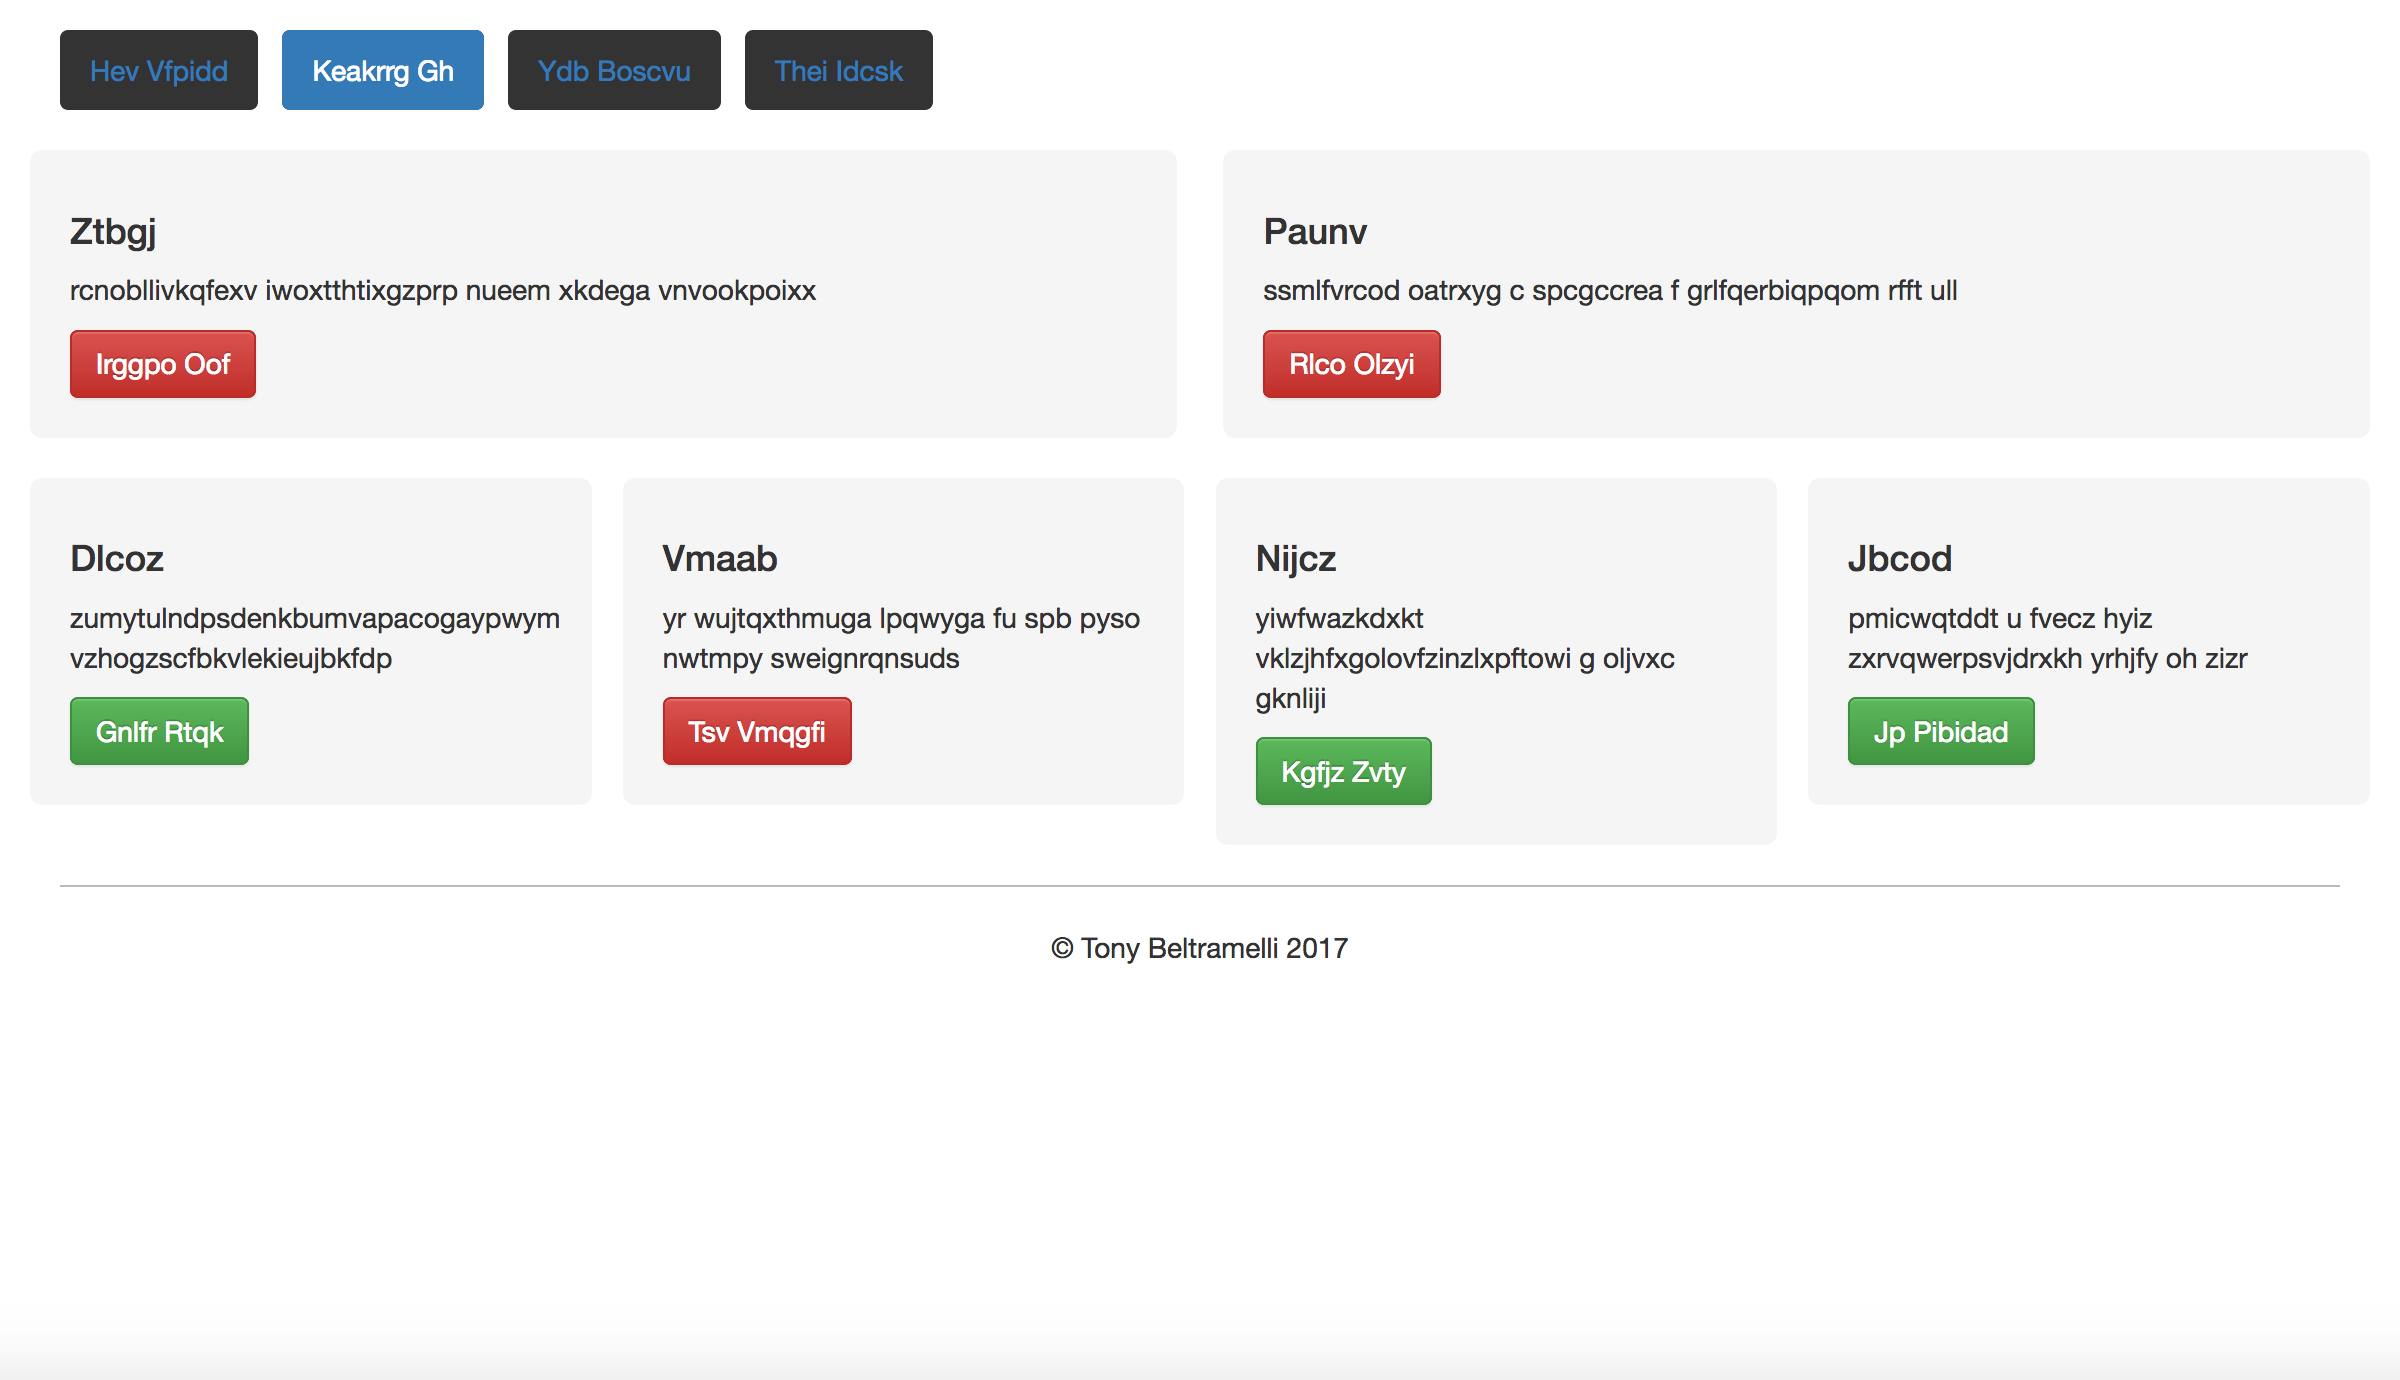 Hev Vfpidd
Keakrrg Gh
Ydb Boscvu
Thei Idcsk
Ztbgj
rcnobllivkqfexv iwoxtthtixgzprp nueem xkdega vnvookpoixx
Irggpo Oof
Paunv
ssmlfvrcod oatrxyg c spcgccrea f grlfqerbiqpqom rfft ull
Rlco Olzyi
Dlcoz
zumytulndpsdenkbumvapacogaypwym
vzhogzscfbkvlekieujbkfdp
Gnlfr Rtqk
Vmaab
yr wujtqxthmuga lpqwyga fu spb pyso
nwtmpy sweignrqnsuds
Tsv Vmqgfi
Nijcz
yiwfwazkdxkt
vklzjhfxgolovfzinzlxpftowi g oljvxc
gknliji
Kgfjz Zvty
Jbcod
pmicwqtddt u fvecz hyiz
zxrvqwerpsvjdrxkh yrhjfy oh zizr
Jp Pibidad
© Tony Beltramelli 2017